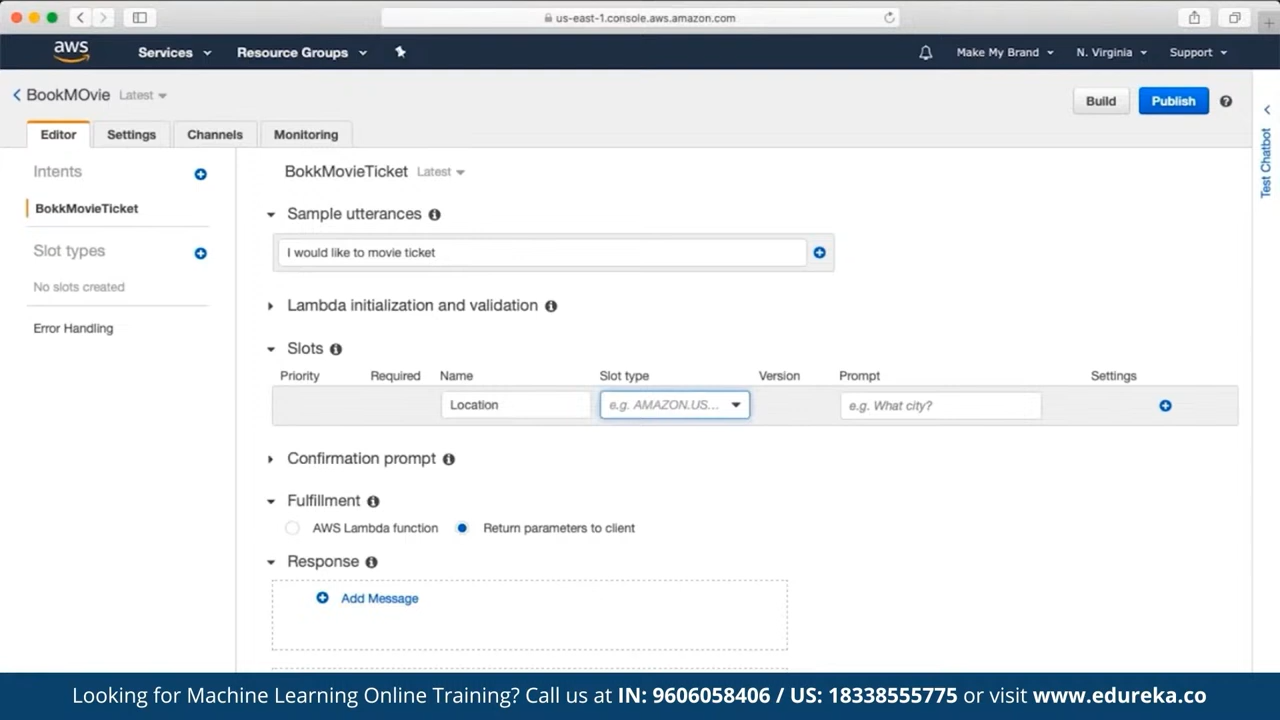 us-east-1.console.aws.amazon.com
aws Services Resource Groups Make My Brand N. Virginia Support
BookMOvie Latest Build Publish
Editor Settings Channels Monitoring
Test Chatbot
Intents
BokkMovieTicket
Slot types
No slots created
Error Handling
BokkMovieTicket Latest
Sample utterances
I would like to movie ticket
Lambda initialization and validation
Slots
Priority Required Name Slot type Version Prompt Settings
Location e.g. AMAZON.US... e.g. What city?
Confirmation prompt
Fulfillment
AWS Lambda function Return parameters to client
Response
Add Message
Looking for Machine Learning Online Training? Call us at IN: 9606058406 / US: 18338555775 or visit www.edureka.co